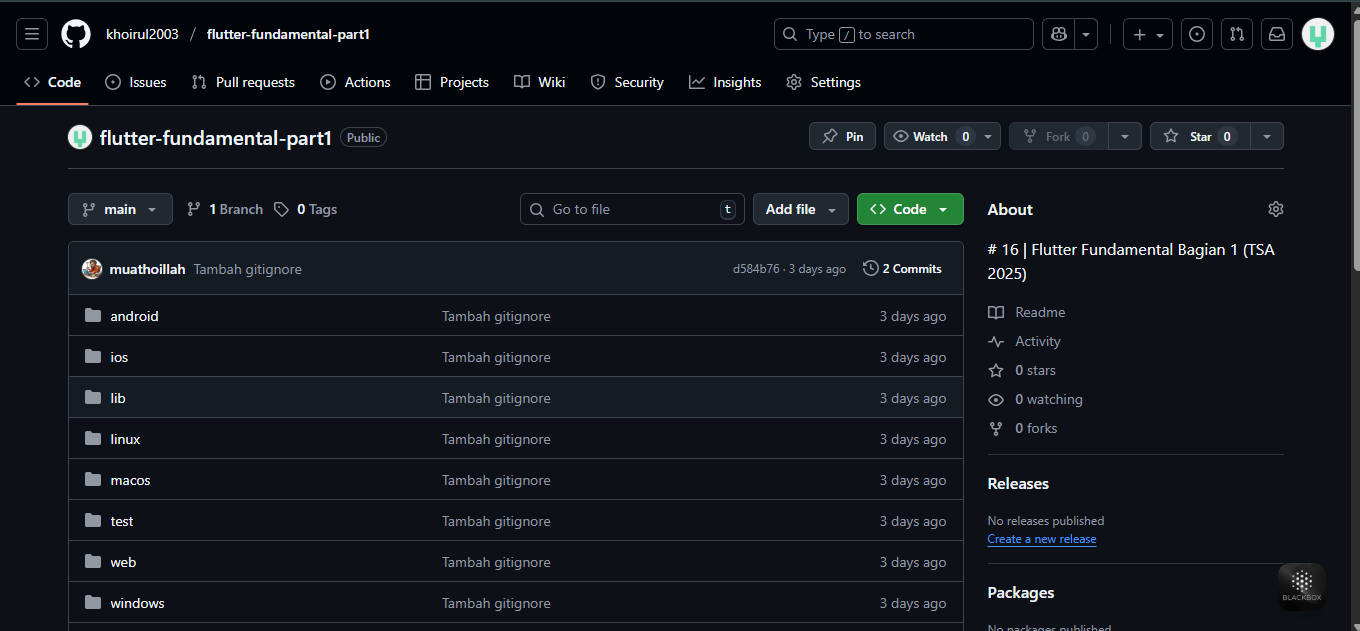 khoirul2003 / flutter-fundamental-part1
Type / to search
Code Issues Pull requests Actions Projects Wiki Security Insights Settings
flutter-fundamental-part1 Public
Pin Watch 0 Fork 0 Star 0
main 1 Branch 0 Tags Go to file t Add file Code
muathoillah Tambah gitignore d584b76 · 3 days ago 2 Commits
android Tambah gitignore 3 days ago
ios Tambah gitignore 3 days ago
lib Tambah gitignore 3 days ago
linux Tambah gitignore 3 days ago
macos Tambah gitignore 3 days ago
test Tambah gitignore 3 days ago
web Tambah gitignore 3 days ago
windows Tambah gitignore 3 days ago
About
# 16 | Flutter Fundamental Bagian 1 (TSA
2025)
Readme
Activity
0 stars
0 watching
0 forks
Releases
No releases published
Create a new release
Packages
No packages published
BLACKBOX